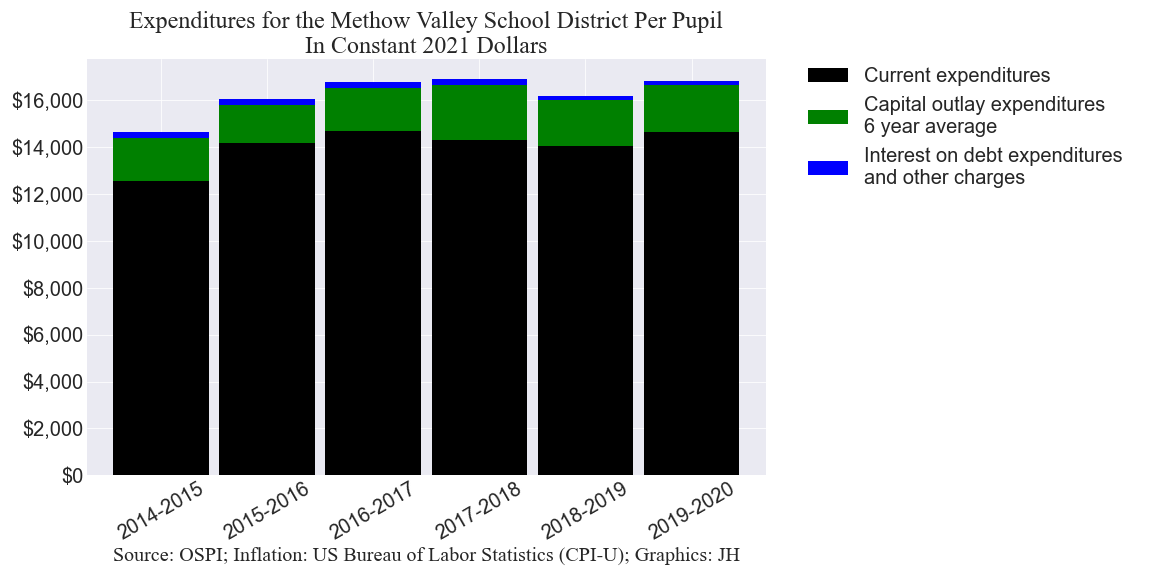 Expenditures for the Methow Valley School District Per Pupil
In Constant 2021 Dollars
$16,000
$14,000
$12,000
$10,000
$8,000
$6,000
$4,000
$2,000
$0
2014-2015
2015-2016
2016-2017
2017-2018
2018-2019
2019-2020
Source: OSPI; Inflation: US Bureau of Labor Statistics (CPI-U); Graphics: JH
Current expenditures
Capital outlay expenditures
6 year average
Interest on debt expenditures
and other charges